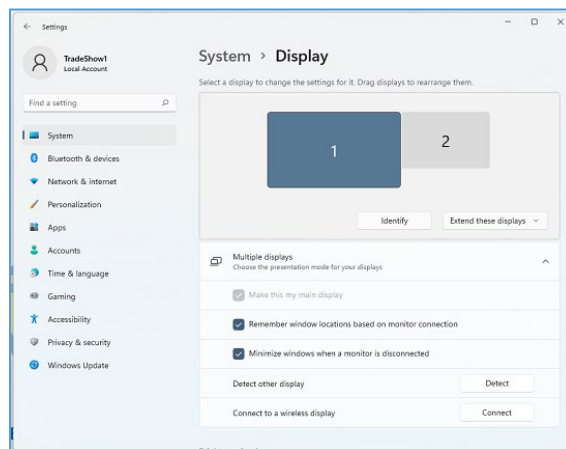 Settings
TradeShow1
Local Account
Find a setting
System
Bluetooth & devices
Network & internet
Personalization
Apps
Accounts
Time & language
Gaming
Accessibility
Privacy & security
Windows Update
System > Display
Select a display to change the settings for it. Drag displays to rearrange them.
1
2
Identify
Extend these displays
Multiple displays
Choose the presentation mode for your displays
Make this my main display
Remember window locations based on monitor connection
Minimize windows when a monitor is disconnected
Detect other display
Detect
Connect to a wireless display
Connect